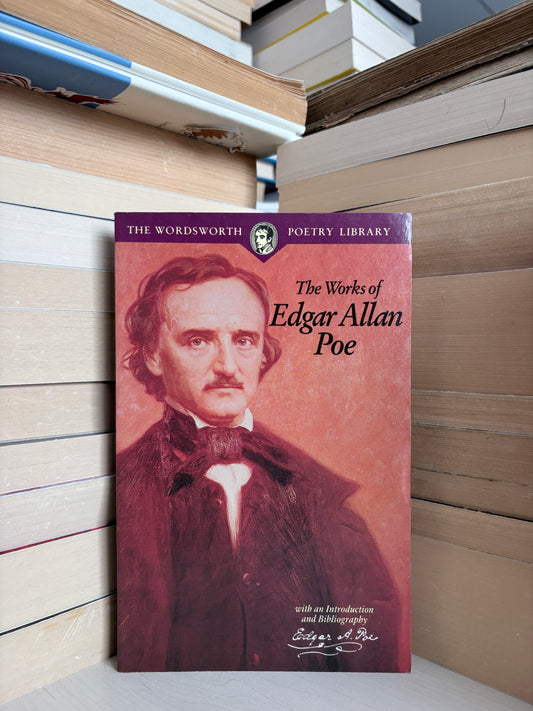 THE WORDSWORTH POETRY LIBRARY
The Works of
Edgar Allan
Poe
with an Introduction
and Bibliography
Edgar A. Poe